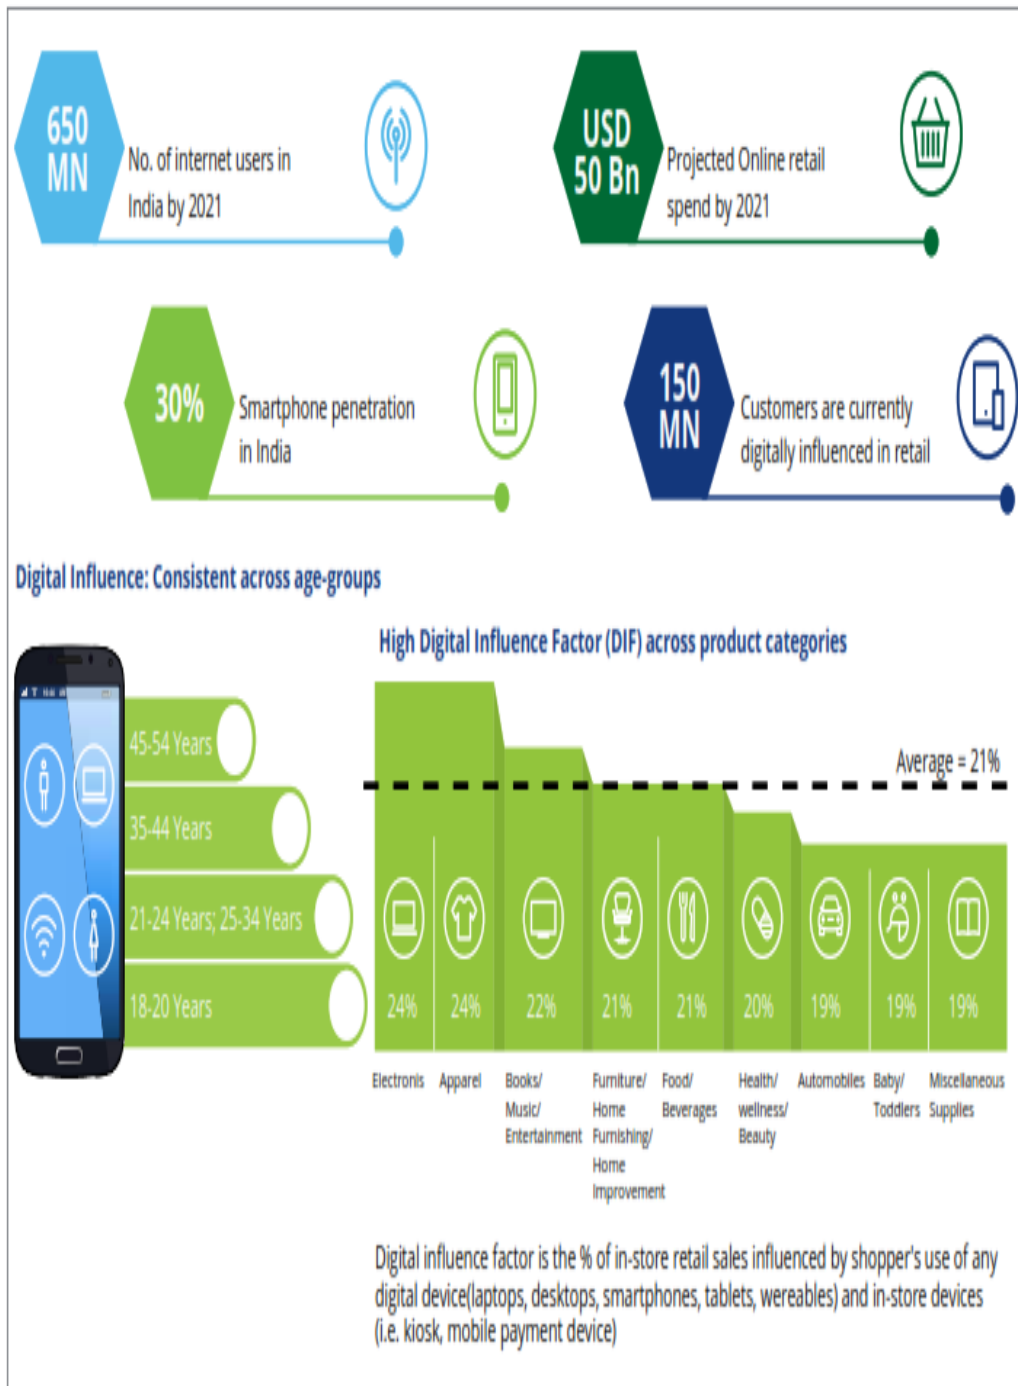 650
MN
No. of internet users in
India by 2021
USD
50 Bn
Projected Online retail
spend by 2021
30%
Smartphone penetration
in India
150
MN
Customers are currently
digitally influenced in retail
Digital Influence: Consistent across age-groups
High Digital Influence Factor (DIF) across product categories
45-54 Years
35-44 Years
21-24 Years; 25-34 Years
18-20 Years
Average = 21%
24%
24%
22%
21%
21%
20%
19%
19%
19%
Electronis
Apparel
Books/
Music/
Entertainment
Furniture/
Home
Furnishing/
Home
Improvement
Food/
Beverages
Health/
wellness/
Beauty
Automobiles
Baby/
Toddlers
Miscellaneous
Supplies
Digital influence factor is the % of in-store retail sales influenced by shopper's use of any
digital device(laptops, desktops, smartphones, tablets, wereables) and in-store devices
(i.e. kiosk, mobile payment device)